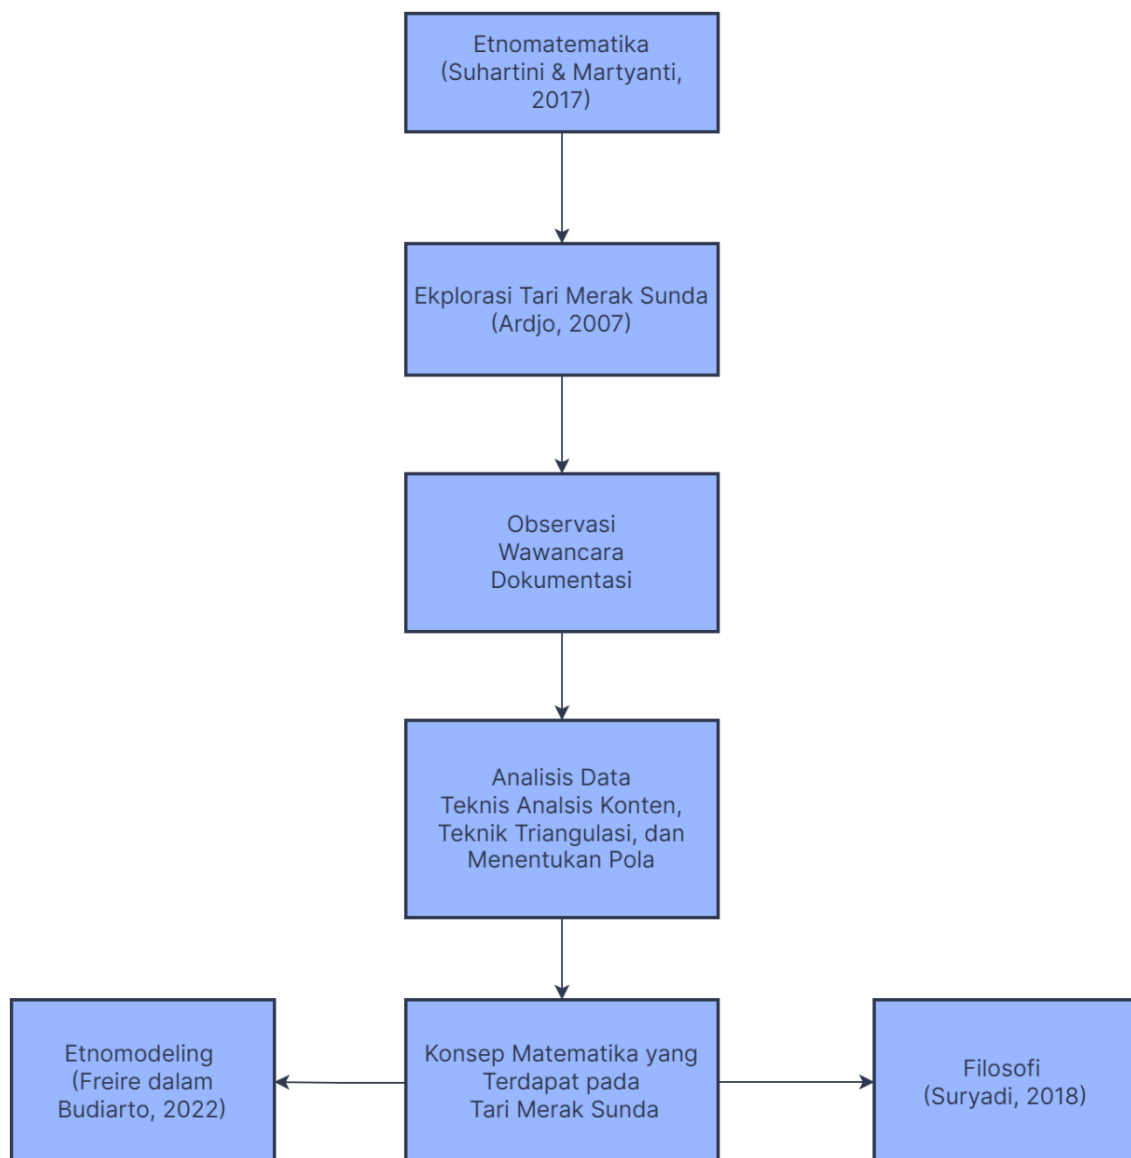 Etnomatematika
(Suhartini & Martyanti,
2017)
Ekplorasi Tari Merak Sunda
(Ardjo, 2007)
Observasi
Wawancara
Dokumentasi
Analisis Data
Teknis Analsis Konten,
Teknik Triangulasi, dan
Menentukan Pola
Etnomodeling
(Freire dalam
Budiarto, 2022)
Konsep Matematika yang
Terdapat pada
Tari Merak Sunda
Filosofi
(Suryadi, 2018)